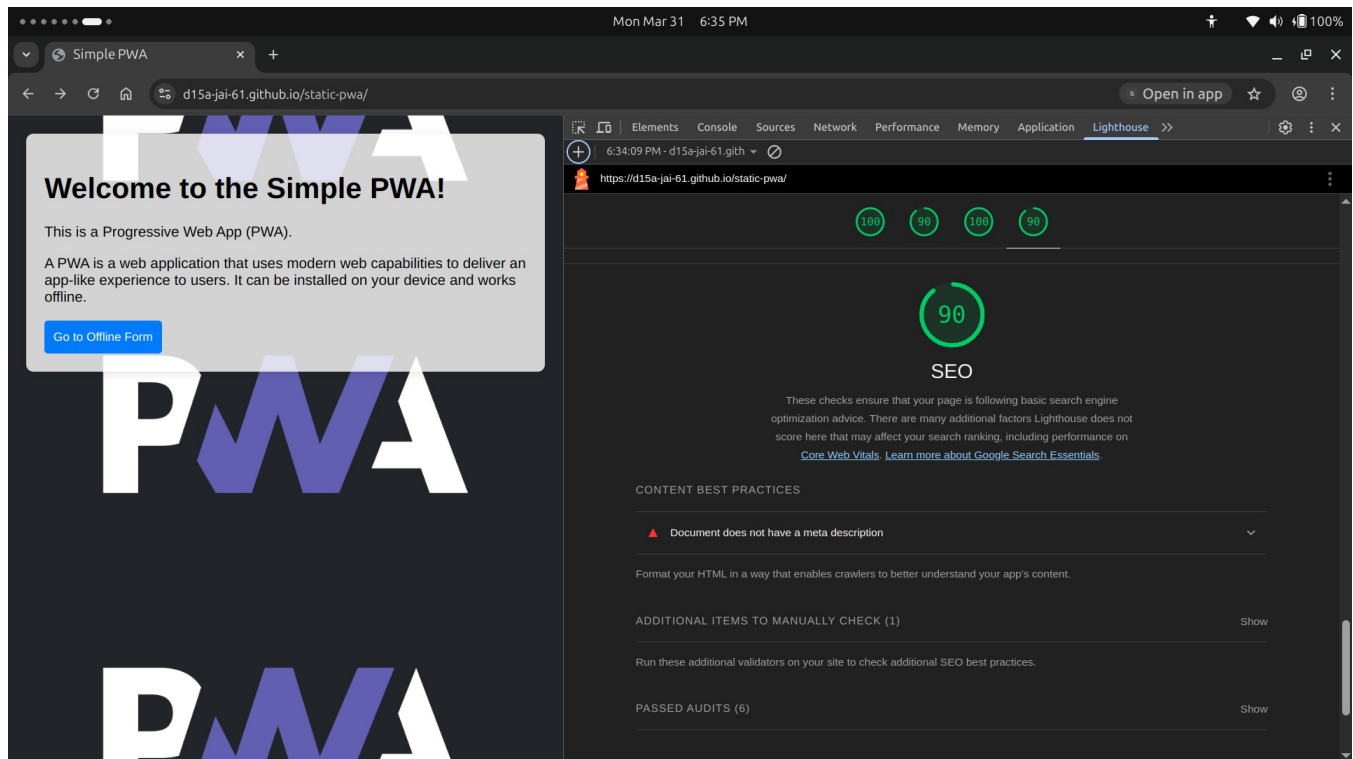 Mon Mar 31 6:35 PM
100%
Simple PWA
d15a-jai-61.github.io/static-pwa/
Open in app
PWA
Welcome to the Simple PWA!
This is a Progressive Web App (PWA).
A PWA is a web application that uses modern web capabilities to deliver an
app-like experience to users. It can be installed on your device and works
offline.
Go to Offline Form
PWA
PWA
Elements Console Sources Network Performance Memory Application Lighthouse
6:34:09 PM - d15a-jai-61.gith
https://d15a-jai-61.github.io/static-pwa/
100 90 100 90
90
SEO
These checks ensure that your page is following basic search engine
optimization advice. There are many additional factors Lighthouse does not
score here that may affect your search ranking, including performance on
Core Web Vitals. Learn more about Google Search Essentials.
CONTENT BEST PRACTICES
Document does not have a meta description
Format your HTML in a way that enables crawlers to better understand your app's content.
ADDITIONAL ITEMS TO MANUALLY CHECK (1) Show
Run these additional validators on your site to check additional SEO best practices.
PASSED AUDITS (6) Show